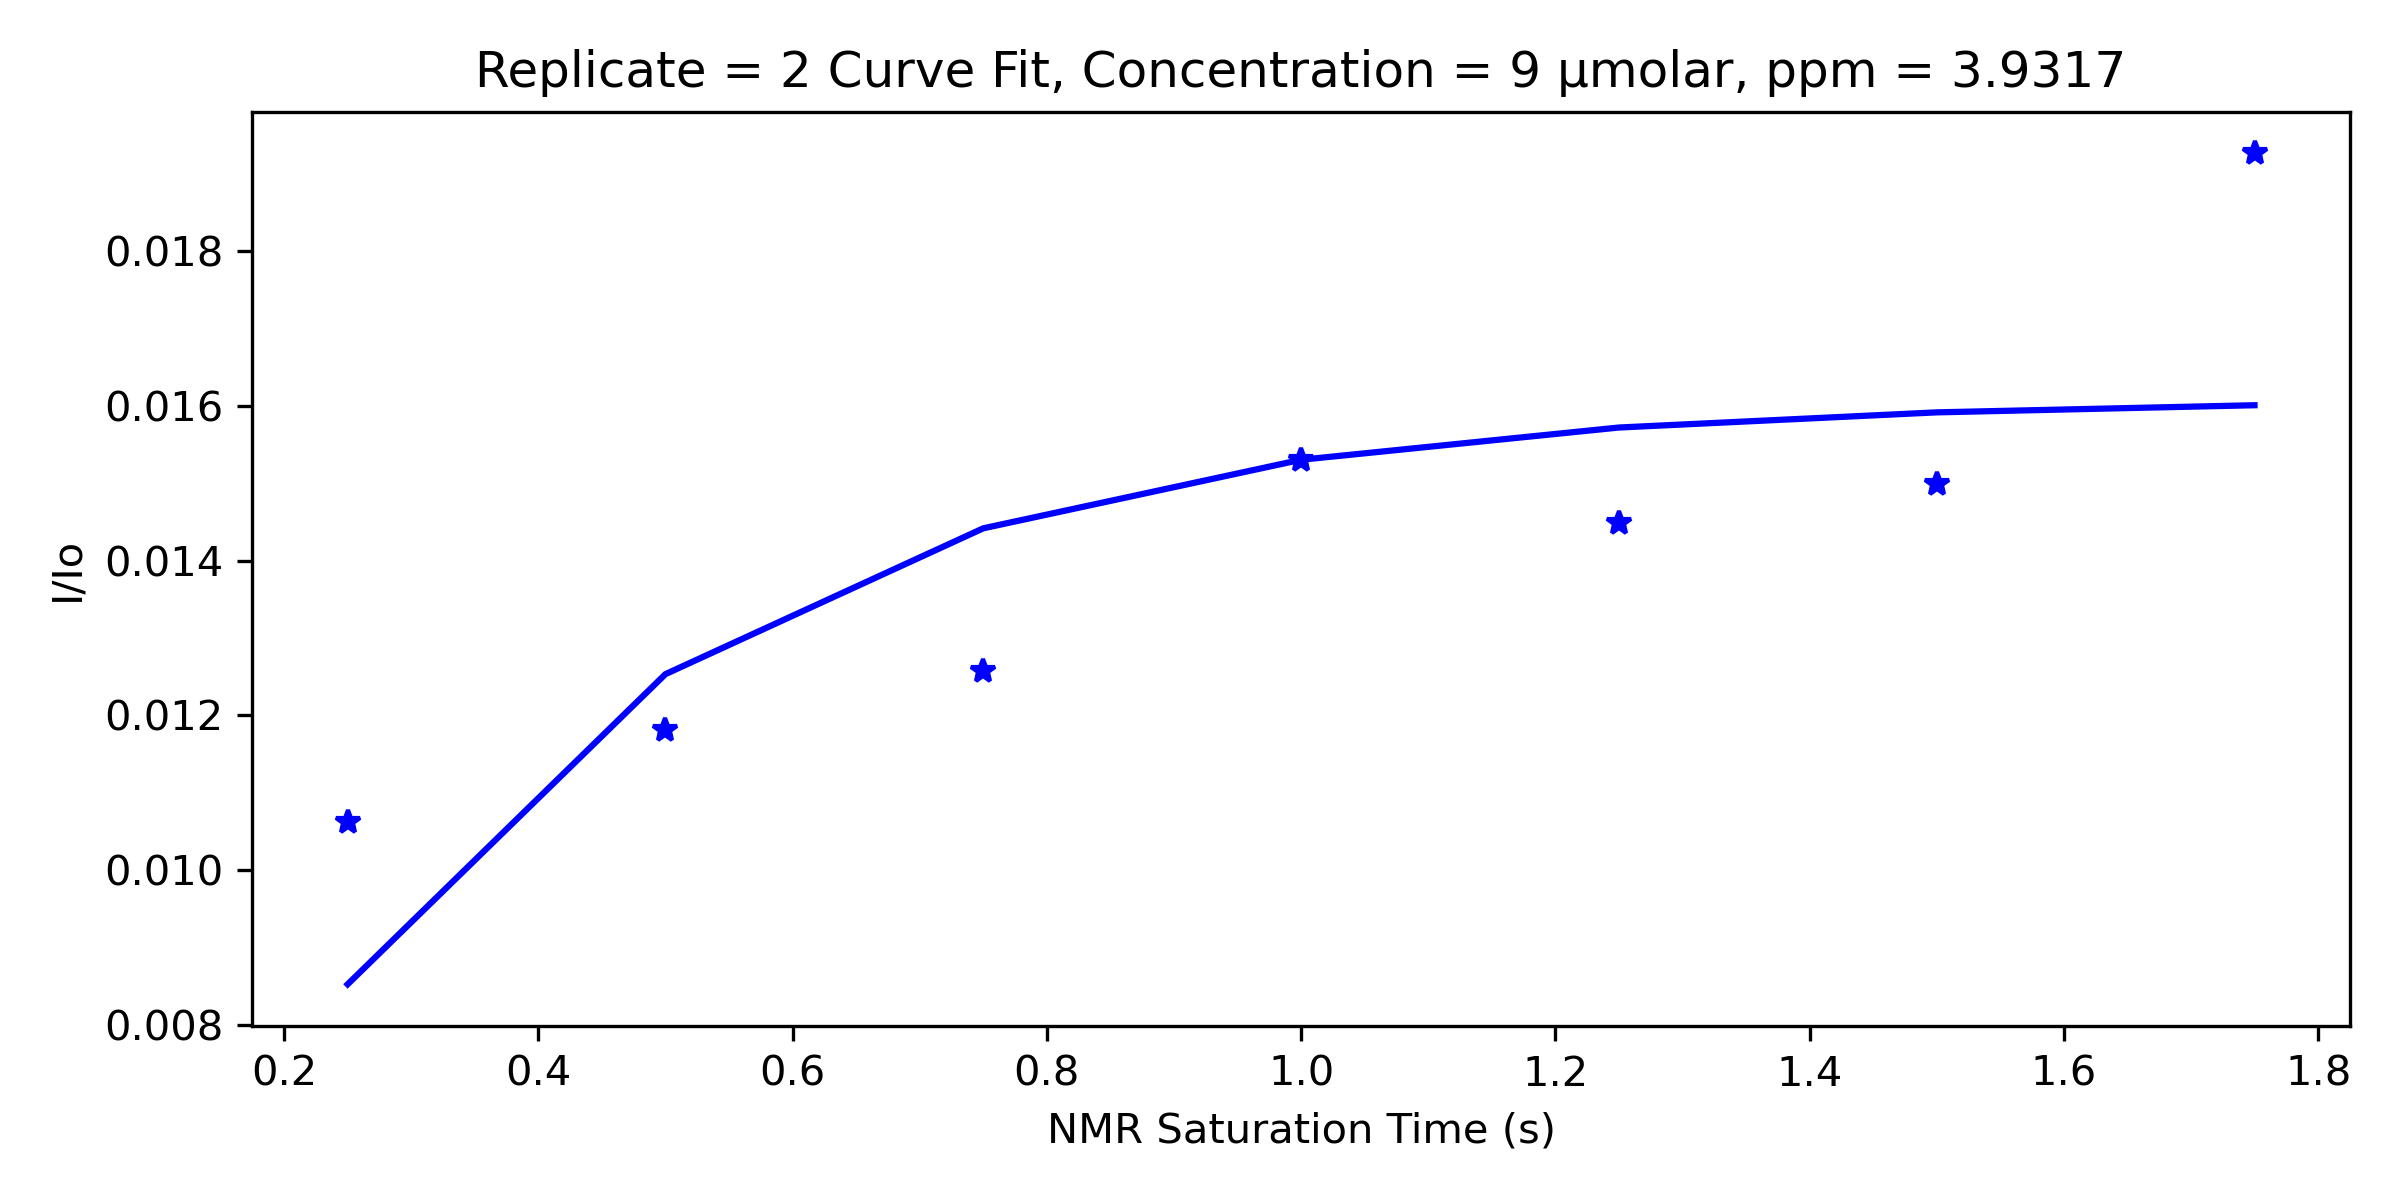 Replicate = 2 Curve Fit, Concentration = 9 µmolar, ppm = 3.9317
0.018
0.016
0.014
0.012
0.010
0.008
I/Io
0.2 0.4 0.6 0.8 1.0 1.2 1.4 1.6 1.8
NMR Saturation Time (s)